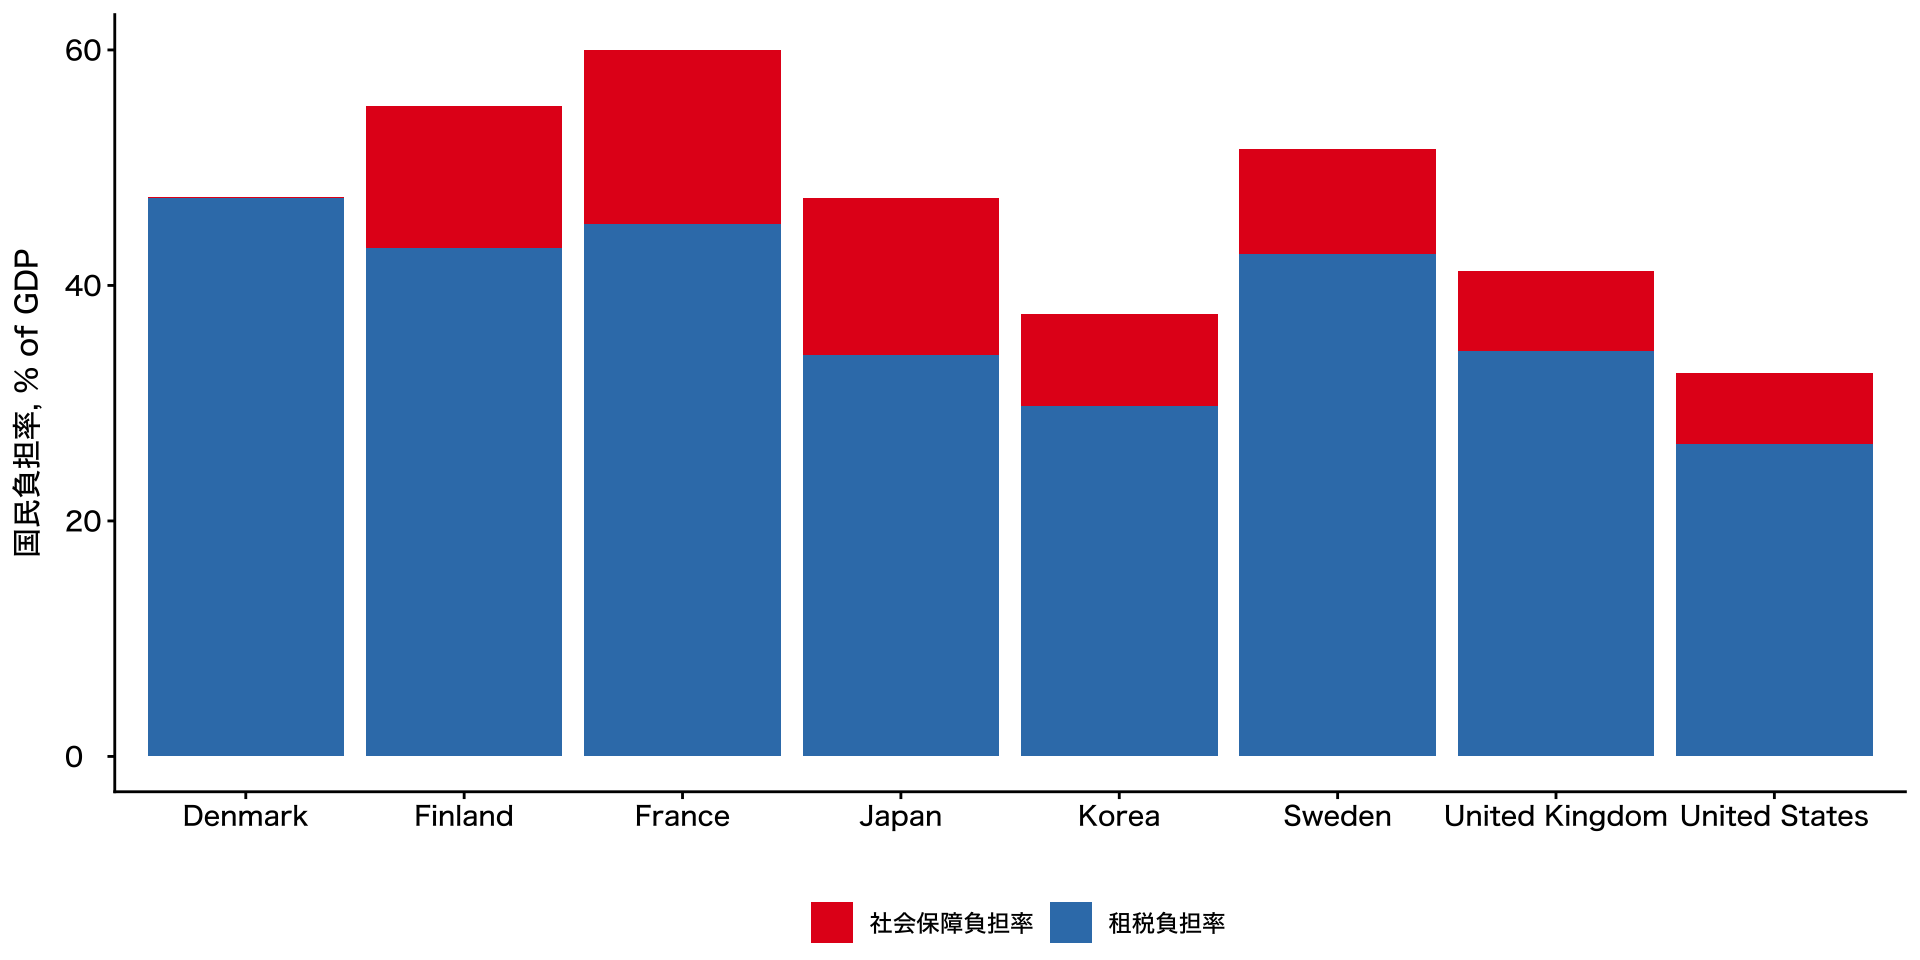 国民負担率, % of GDP
60
40
20
0
Denmark
Finland
France
Japan
Korea
Sweden
United Kingdom
United States
社会保障負担率
租税負担率